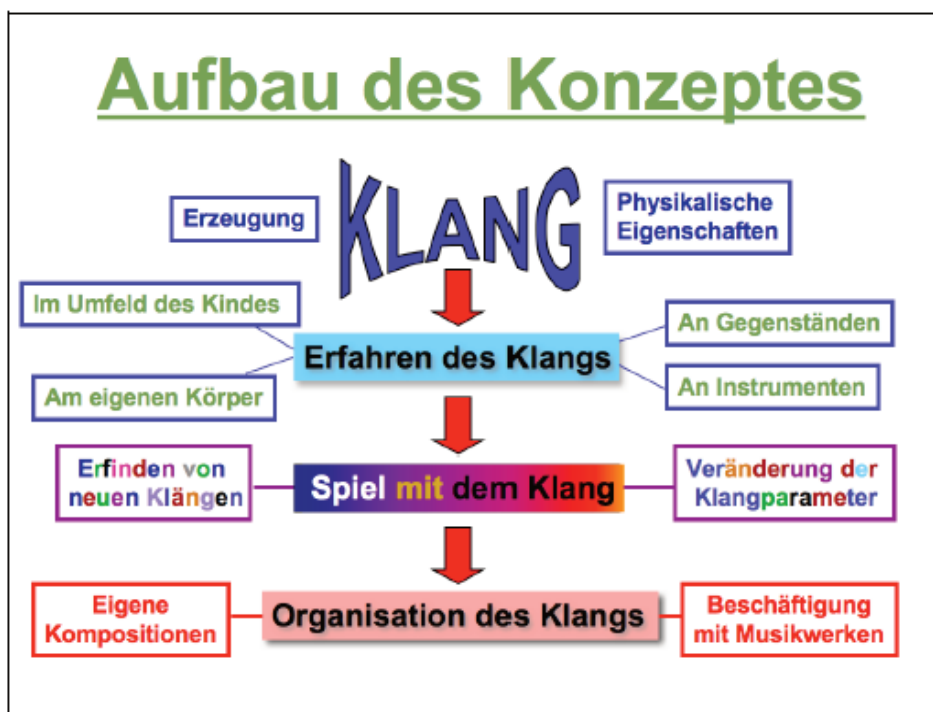 Aufbau des Konzeptes
KLANG
Erzeugung
Physikalische
Eigenschaften
Im Umfeld des Kindes
An Gegenständen
Erfahren des Klangs
Am eigenen Körper
An Instrumenten
Erfinden von
neuen Klängen
Spiel mit dem Klang
Veränderung der
Klangparameter
Eigene
Kompositionen
Organisation des Klangs
Beschäftigung
mit Musikwerken